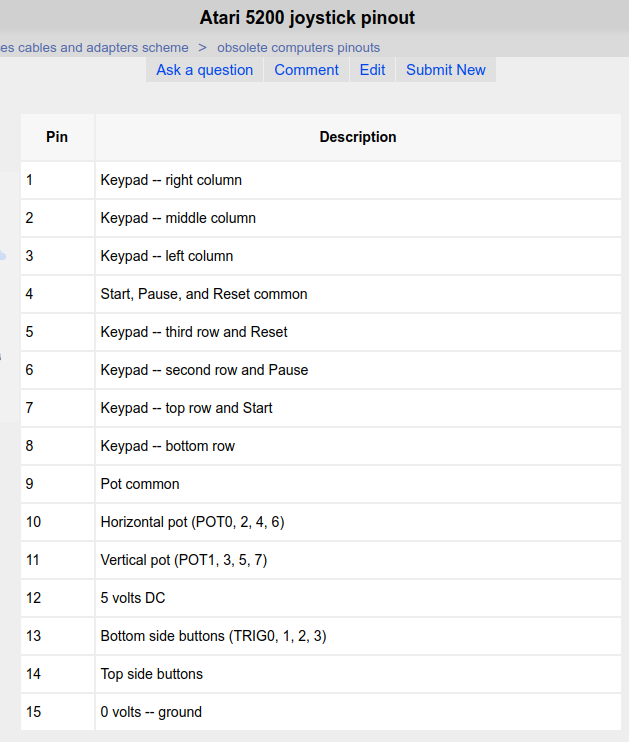 Atari 5200 joystick pinout
es cables and adapters scheme > obsolete computers pinouts
Ask a question Comment Edit Submit New
Pin Description
1 Keypad -- right column
2 Keypad -- middle column
3 Keypad -- left column
4 Start, Pause, and Reset common
5 Keypad -- third row and Reset
6 Keypad -- second row and Pause
7 Keypad -- top row and Start
8 Keypad -- bottom row
9 Pot common
10 Horizontal pot (POT0, 2, 4, 6)
11 Vertical pot (POT1, 3, 5, 7)
12 5 volts DC
13 Bottom side buttons (TRIG0, 1, 2, 3)
14 Top side buttons
15 0 volts -- ground